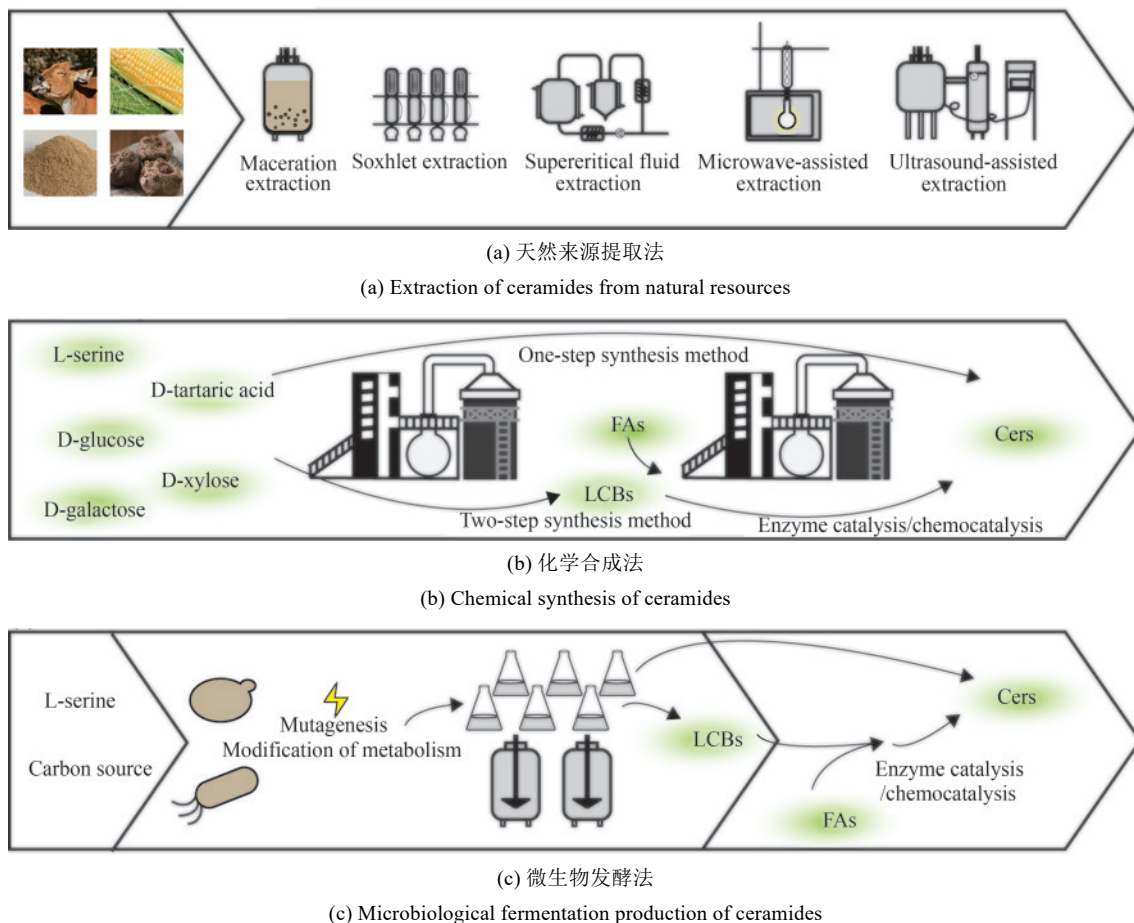 Maceration
extraction
Soxhlet extraction
Supereritical fluid
extraction
Microwave-assisted
extraction
Ultrasound-assisted
extraction
(a) 天然来源提取法
(a) Extraction of ceramides from natural resources
L-serine
D-tartaric acid
D-glucose
D-xylose
D-galactose
One-step synthesis method
FAs
LCBs
Two-step synthesis method
Enzyme catalysis/chemocatalysis
Cers
(b) 化学合成法
(b) Chemical synthesis of ceramides
L-serine
Carbon source
Mutagenesis
Modification of metabolism
LCBs
Cers
Enzyme catalysis
/chemocatalysis
FAs
(c) 微生物发酵法
(c) Microbiological fermentation production of ceramides